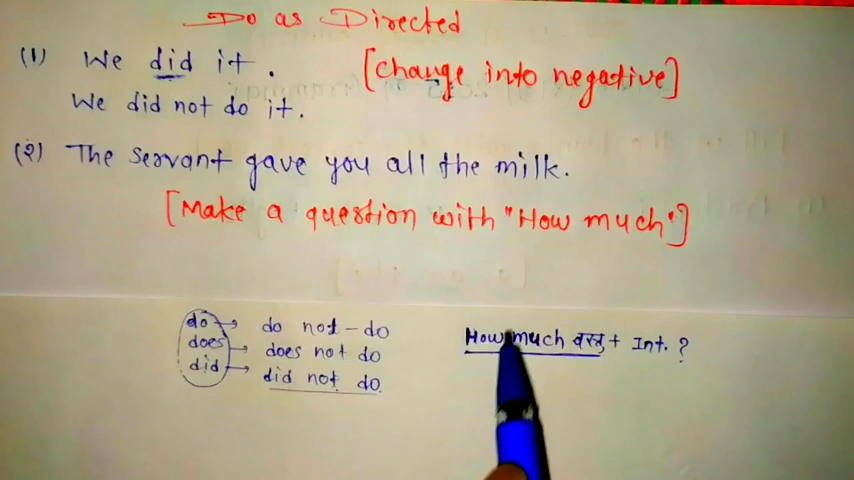 Do as Directed
(1) We did it. [change into negative]
We did not do it.
(२) The servant gave you all the milk.
[Make a question with "How much"?]
do → do not - do
does → does not do
did → did not do
How much वस्तु + Int. ?